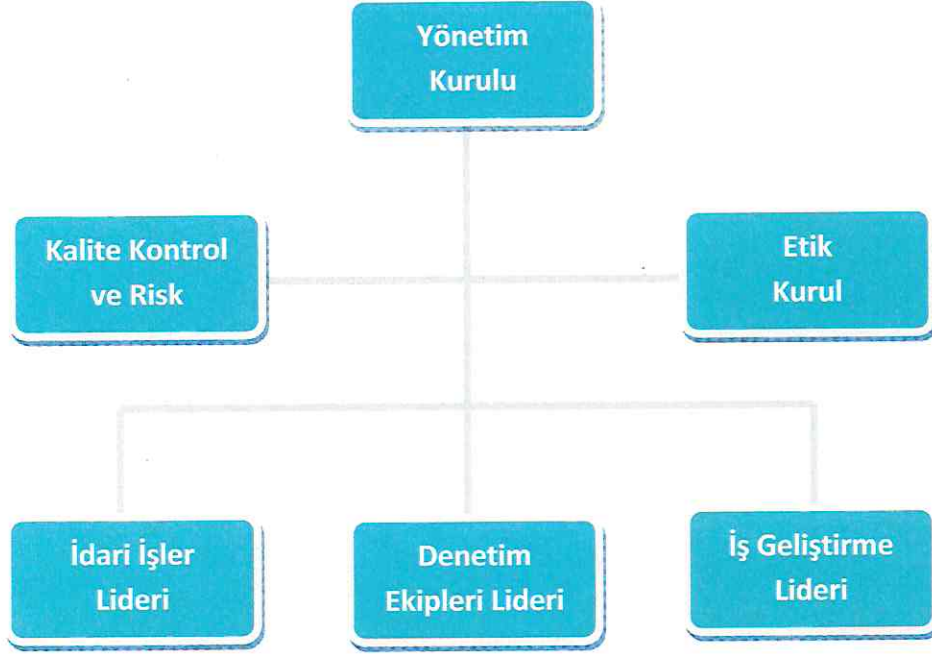 Yönetim
Kurulu
Kalite Kontrol
ve Risk
Etik
Kurul
İdari İşler
Lideri
Denetim
Ekipleri Lideri
İş Geliştirme
Lideri